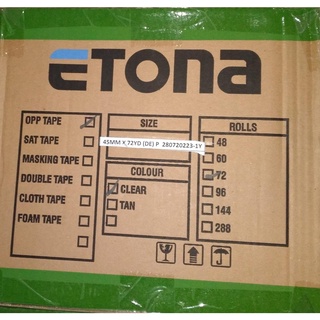 ETONA
OPP TAPE
SAT TAPE
MASKING TAPE
DOUBLE TAPE
CLOTH TAPE
FOAM TAPE
SIZE
45MM X 72YD (DE) P 280720223-1Y
COLOUR
CLEAR
TAN
ROLLS
48
60
72
96
144
288